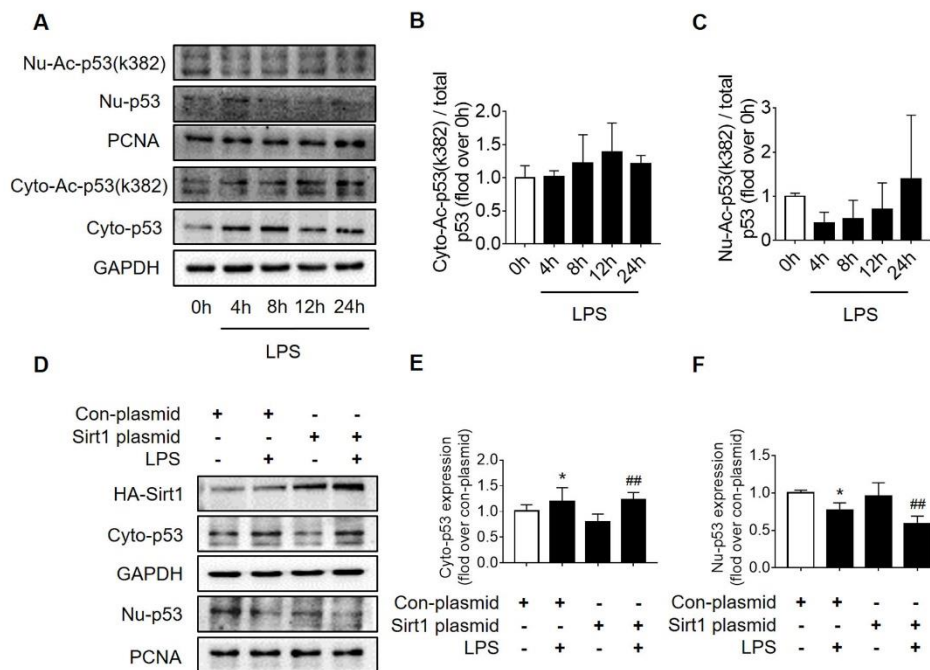 A
Nu-Ac-p53(k382)
Nu-p53
PCNA
Cyto-Ac-p53(k382)
Cyto-p53
GAPDH
0h 4h 8h 12h 24h
LPS
B
Cyto-Ac-p53(k382) / total
p53 (flod over 0h)
2.0
1.5
1.0
0.5
0.0
0h 4h 8h 12h 24h
LPS
C
Nu-Ac-p53(k382) / total
p53 (flod over 0h)
3
2
1
0
0h 4h 8h 12h 24h
LPS
D
Con-plasmid + + - -
Sirt1 plasmid - - + +
LPS - + - +
HA-Sirt1
Cyto-p53
GAPDH
Nu-p53
PCNA
E
Cyto-p53 expression
(flod over con-plasmid)
2.0
1.5
1.0
0.5
0.0
* ##
Con-plasmid + + - -
Sirt1 plasmid - - + +
LPS - + - +
F
Nu-p53 expression
(flod over con-plasmid)
1.5
1.0
0.5
0.0
* ##
Con-plasmid + + - -
Sirt1 plasmid - - + +
LPS - + - +